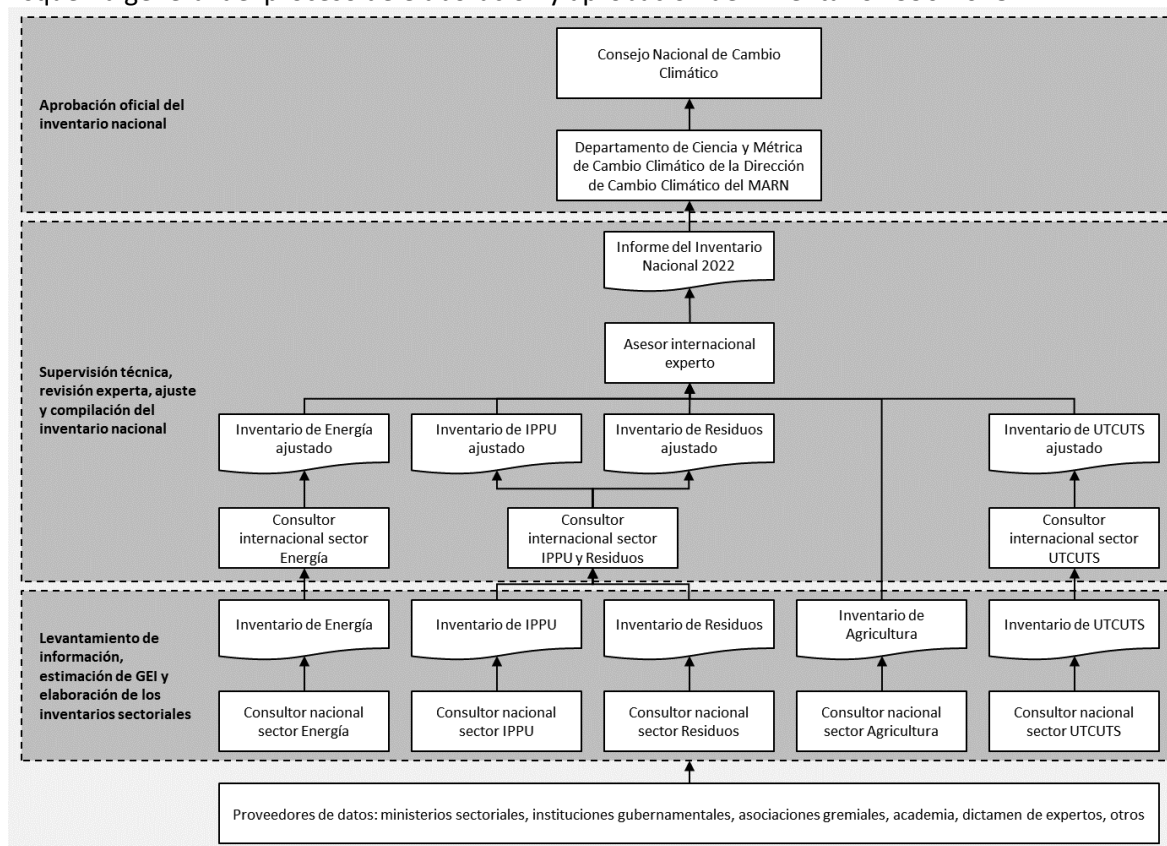 Consejo Nacional de Cambio
Climático
Aprobación oficial del
inventario nacional
Departamento de Ciencia y Métrica
de Cambio Climático de la Dirección
de Cambio Climático del MARN
Informe del Inventario
Nacional 2022
Asesor internacional
experto
Supervisión técnica,
revisión experta, ajuste
y compilación del
inventario nacional
Inventario de Energía
ajustado
Inventario de IPPU
ajustado
Inventario de Residuos
ajustado
Inventario de UTCUTS
ajustado
Consultor
internacional sector
Energía
Consultor
internacional sector
IPPU y Residuos
Consultor
internacional sector
UTCUTS
Levantamiento de
información,
estimación de GEI y
elaboración de los
inventarios sectoriales
Inventario de Energía
Inventario de IPPU
Inventario de Residuos
Inventario de
Agricultura
Inventario de UTCUTS
Consultor nacional
sector Energía
Consultor nacional
sector IPPU
Consultor nacional
sector Residuos
Consultor nacional
sector Agricultura
Consultor nacional
sector UTCUTS
Proveedores de datos: ministerios sectoriales, instituciones gubernamentales, asociaciones gremiales, academia, dictamen de expertos, otros